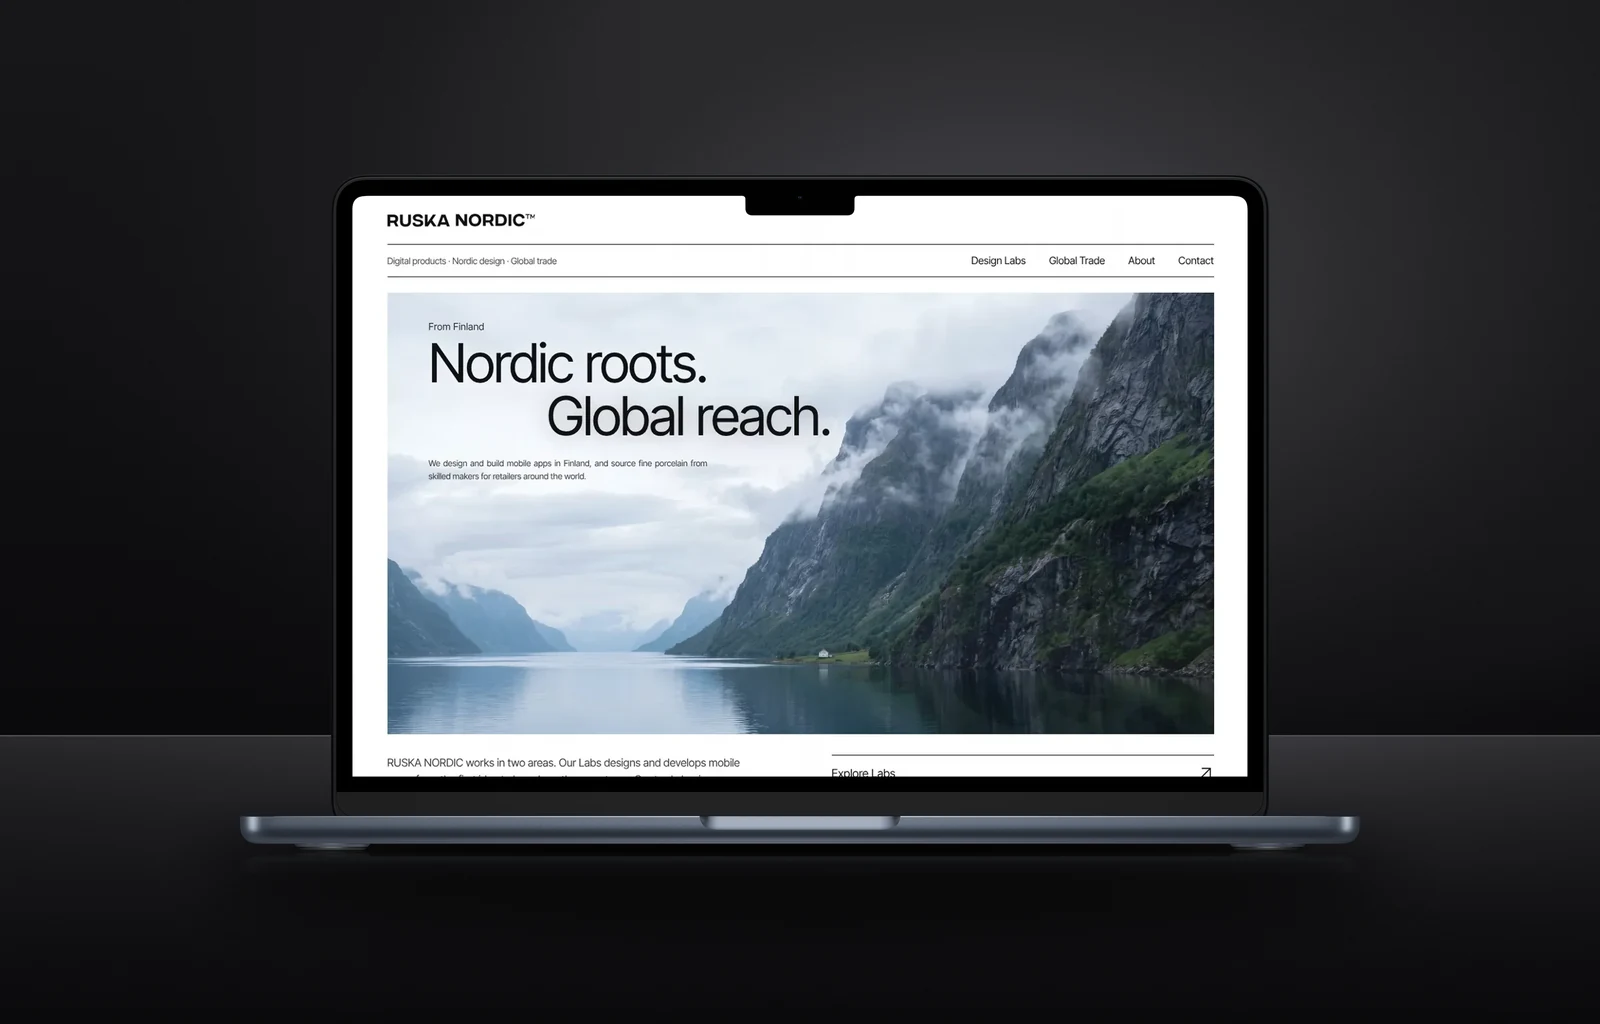 RUSKA NORDIC™
Digital products · Nordic design · Global trade
Design Labs
Global Trade
About
Contact
From Finland
Nordic roots.
Global reach.
We design and build mobile apps in Finland, and source fine porcelain from
skilled makers for retailers around the world.
RUSKA NORDIC works in two areas. Our Labs designs and develops mobile
Explore Labs